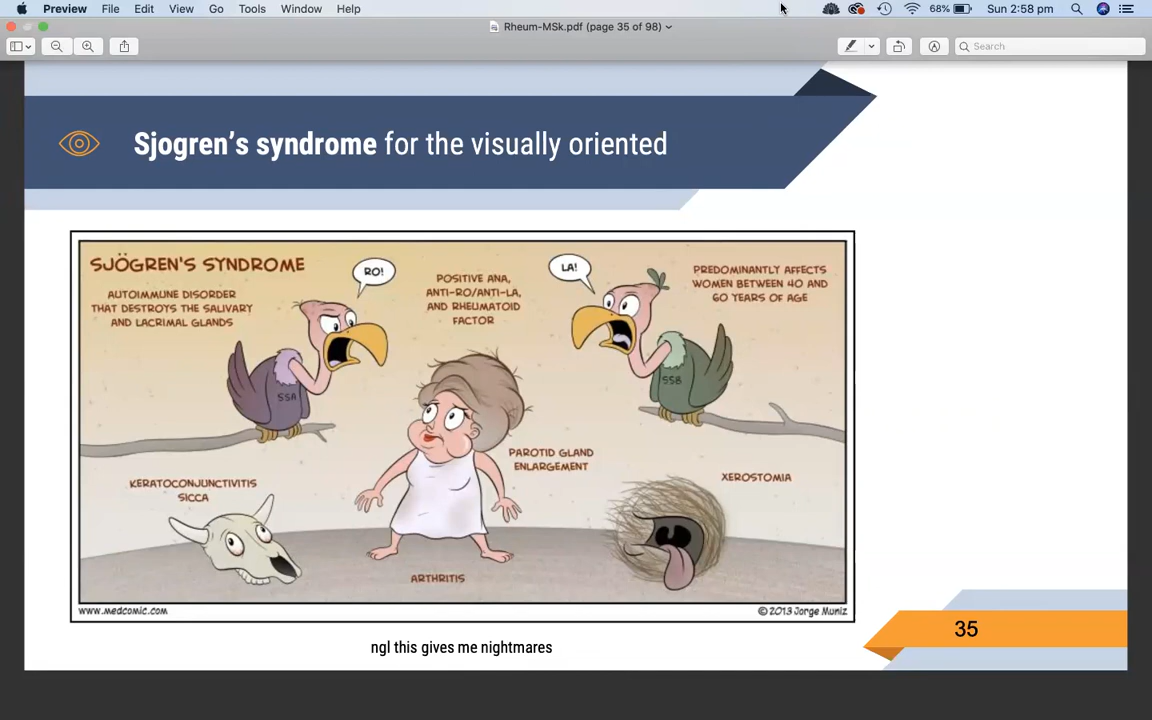 Preview File Edit View Go Tools Window Help 68% Sun 2:58 pm
Rheum-MSk.pdf (page 35 of 98)
Search
Sjogren's syndrome for the visually oriented
SJÖGREN'S SYNDROME
AUTOIMMUNE DISORDER
THAT DESTROYS THE SALIVARY
AND LACRIMAL GLANDS
RO!
POSITIVE ANA,
ANTI-RO/ANTI-LA,
AND RHEUMATOID
FACTOR
LA!
PREDOMINANTLY AFFECTS
WOMEN BETWEEN 40 AND
60 YEARS OF AGE
SSA
SSB
PAROTID GLAND
ENLARGEMENT
KERATOCONJUNCTIVITIS
SICCA
XEROSTOMIA
ARTHRITIS
www.medcomic.com
© 2013 Jorge Muniz
ngl this gives me nightmares
35